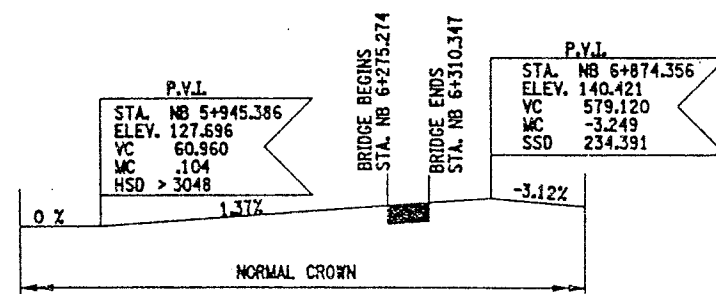 P.V.I.
STA. NB 5+945.386
ELEV. 127.696
VC 60.960
MC .104
HSD > 3048
BRIDGE BEGINS
STA. NB 6+275.274
BRIDGE ENDS
STA. NB 6+310.347
P.V.I.
STA. NB 6+874.356
ELEV. 140.421
VC 579.120
MC -3.249
SSD 234.391
0 %
1.37%
-3.12%
NORMAL CROWN